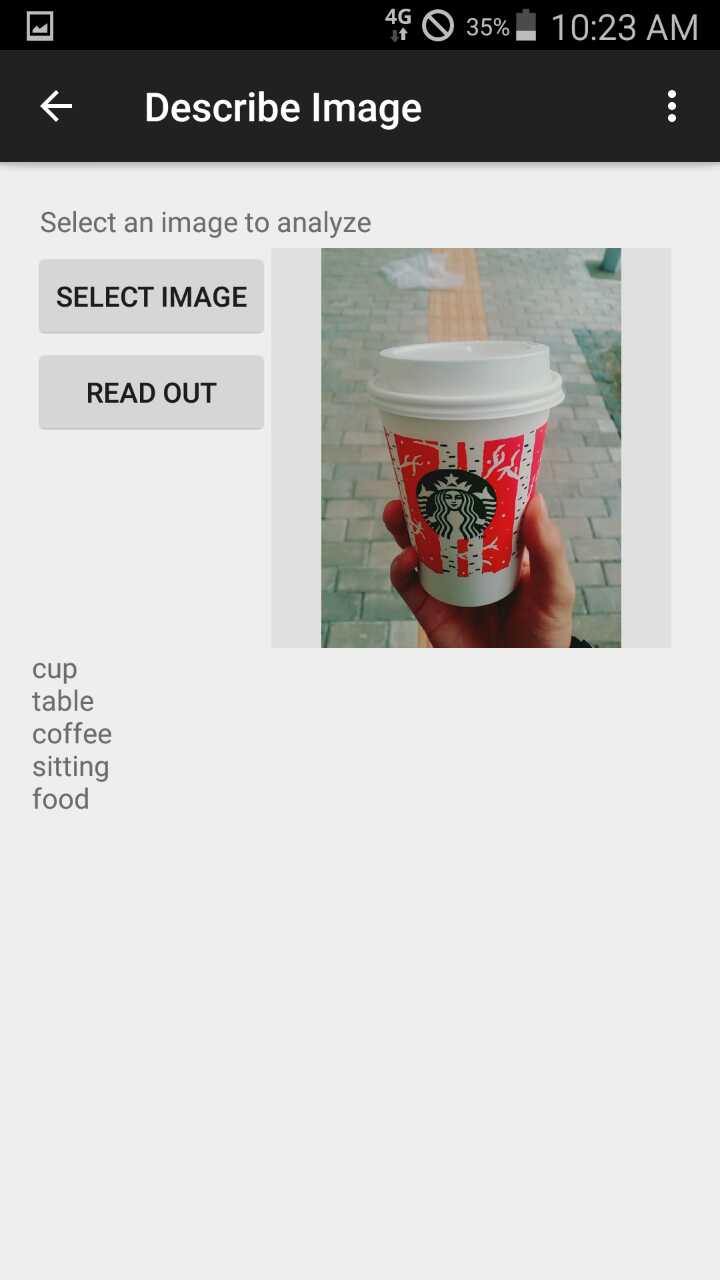 4G 35% 10:23 AM
Describe Image
Select an image to analyze
SELECT IMAGE
READ OUT
cup
table
coffee
sitting
food